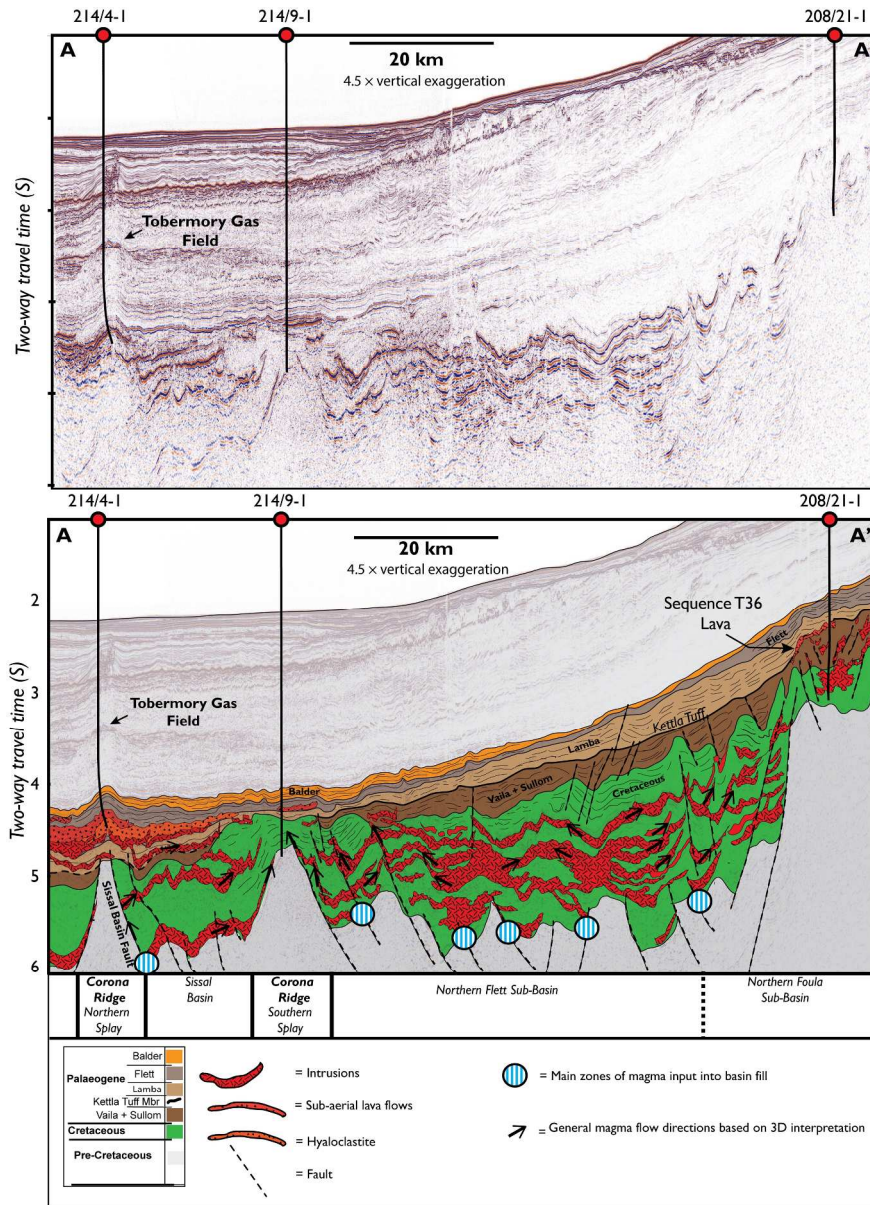 214/4-1
214/9-1
208/21-1
A
A
20 km
4.5 × vertical exaggeration
Two-way travel time (S)
Tobermory Gas
Field
214/4-1
214/9-1
208/21-1
A
A'
20 km
4.5 × vertical exaggeration
2
3
4
5
6
Two-way travel time (S)
Sequence T36
Lava
Tobermory Gas
Field
Flett
Kettla Tuff
Lamba
Balder
Vaila + Sullom
Cretaceous
Sissal Basin Fault
Corona
Ridge
Northern
Splay
Sissal
Basin
Corona
Ridge
Southern
Splay
Northern Flett Sub-Basin
Northern Foula
Sub-Basin
Balder
Palaeogene
Flett
Lamba
Kettla Tuff Mbr
Vaila + Sullom
Cretaceous
Pre-Cretaceous
= Intrusions
= Sub-aerial lava flows
= Hyaloclastite
= Fault
= Main zones of magma input into basin fill
= General magma flow directions based on 3D interpretation